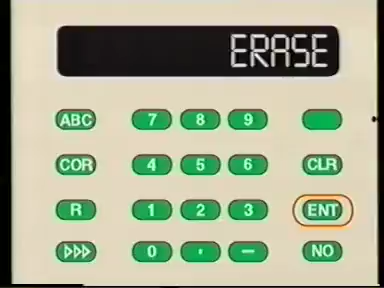 ERASE
ABC 7 8 9
COR 4 5 6 CLR
R 1 2 3 ENT
▷▷▷ 0 · − NO